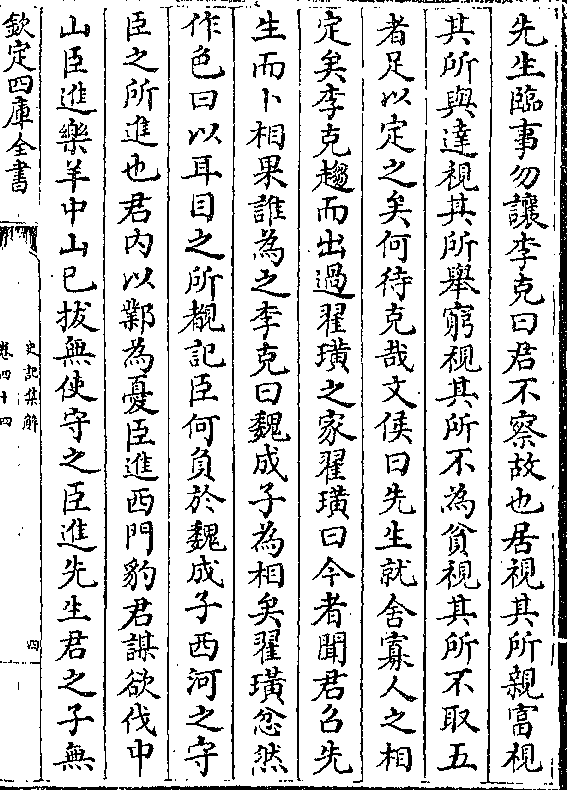 先生臨事勿讓李克曰君不察故也居視其所親富視
其所與達視其所舉窮視其所不為貧視其所不取五
者足以定之矣何待克哉文侯曰先生就舍寡人之相
定矣李克趨而出過翟璜之家翟璜曰今者聞君召先
生而卜相果誰為之李克曰魏成子為相矣翟璜忿然
作色曰以耳目之所覩記臣何負於魏成子西河之守
臣之所進也君內以鄴為憂臣進西門豹君謀欲伐中
山臣進樂羊中山已拔無使守之臣進先生君之子無
欽定四庫全書
史記集解
卷四十四
四